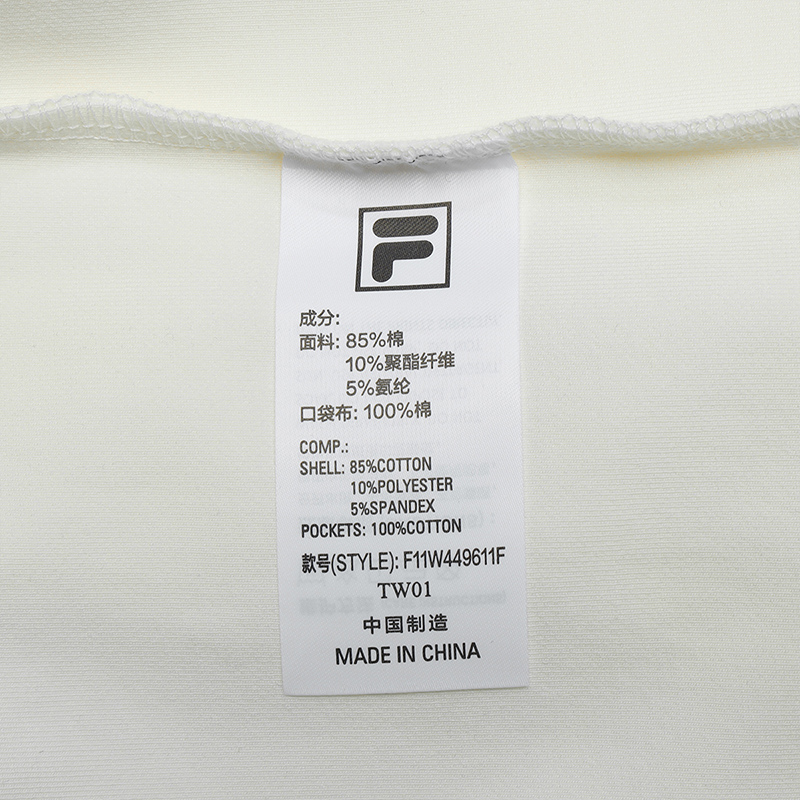 F
成分:
面料: 85%棉
10%聚酯纤维
5%氨纶
口袋布: 100%棉
COMP.:
SHELL: 85%COTTON
10%POLYESTER
5%SPANDEX
POCKETS: 100%COTTON
款号(STYLE): F11W449611F
TW01
中国制造
MADE IN CHINA